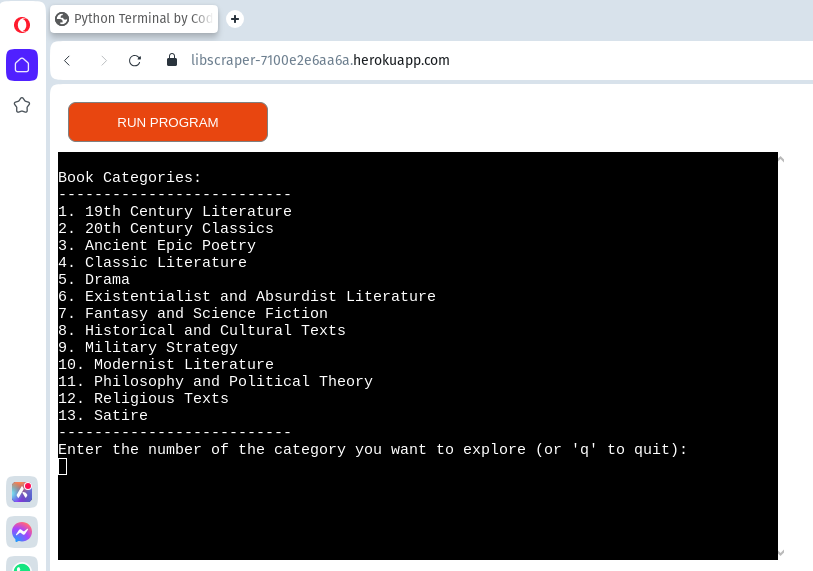 Python Terminal by Cod
libscraper-7100e2e6aa6a.herokuapp.com
RUN PROGRAM
Book Categories:
--------------------------
1. 19th Century Literature
2. 20th Century Classics
3. Ancient Epic Poetry
4. Classic Literature
5. Drama
6. Existentialist and Absurdist Literature
7. Fantasy and Science Fiction
8. Historical and Cultural Texts
9. Military Strategy
10. Modernist Literature
11. Philosophy and Political Theory
12. Religious Texts
13. Satire
--------------------------
Enter the number of the category you want to explore (or 'q' to quit):